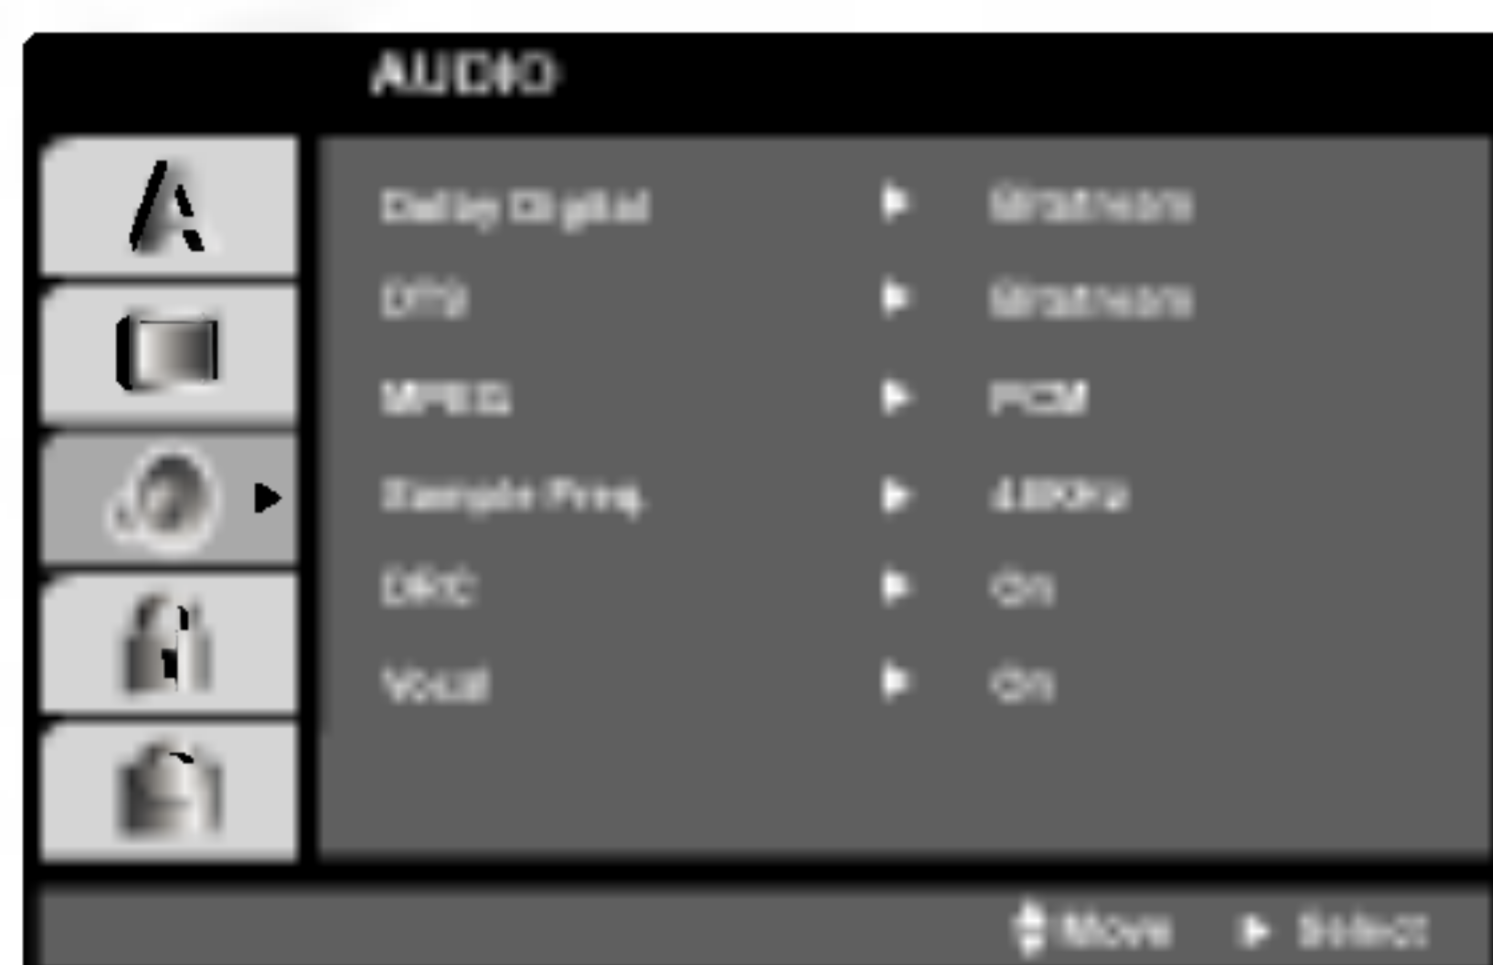 AUDIO
Dolby Digital ► Bitstream
DTS ► Bitstream
MPEG ► PCM
Sample Freq. ► 48KHz
DRC ► On
Vocal ► On
Move ► Select